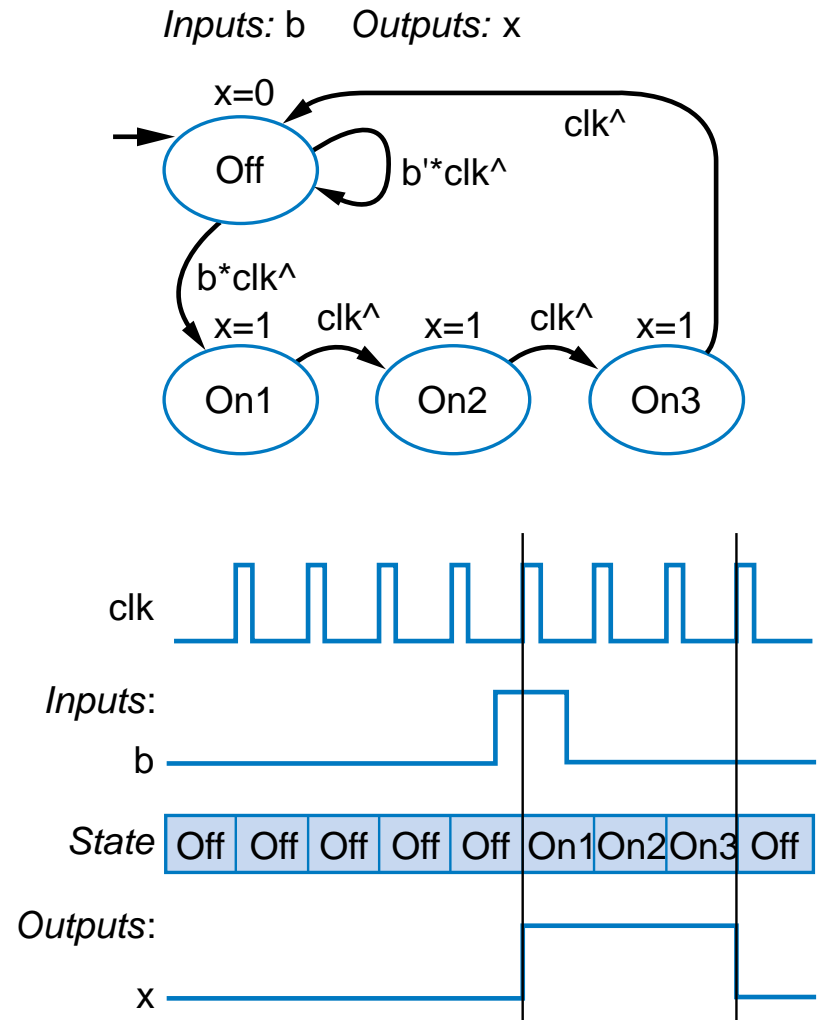 Inputs: b Outputs: x
x=0
clk^
Off
b'*clk^
b*clk^
x=1 clk^ x=1 clk^ x=1
On1 On2 On3
clk
Inputs:
b
State Off Off Off Off Off On1 On2 On3 Off
Outputs:
x